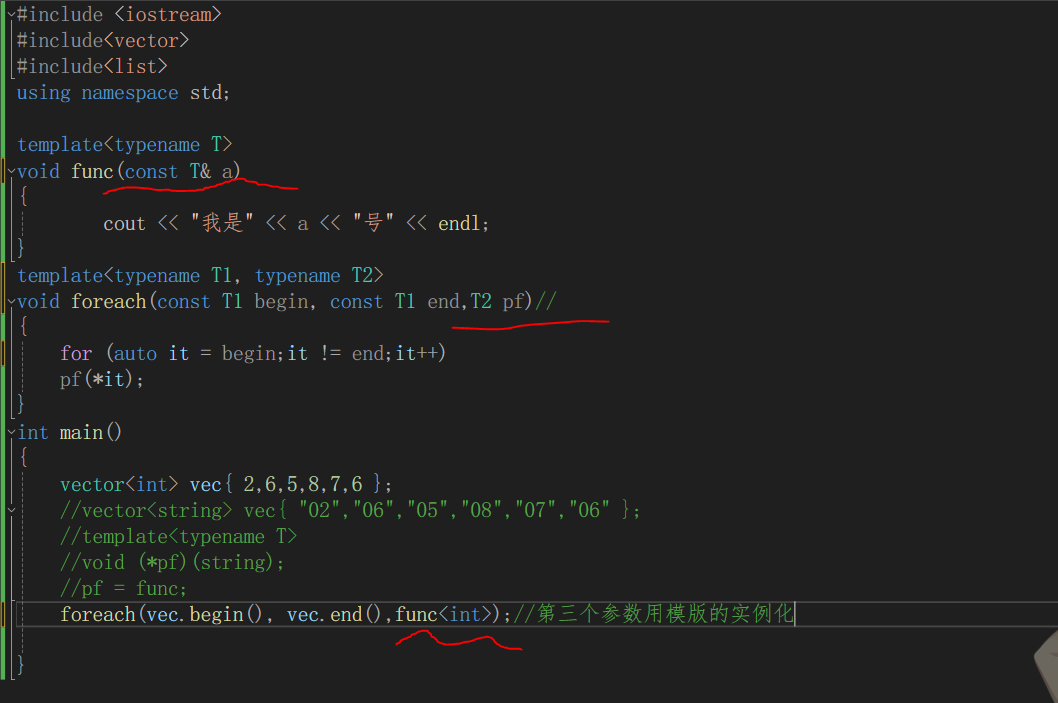 #include <iostream>
#include<vector>
#include<list>
using namespace std;
template<typename T>
void func(const T& a)
{
cout << "我是" << a << "号" << endl;
}
template<typename T1, typename T2>
void foreach(const T1 begin, const T1 end,T2 pf)//
{
for (auto it = begin;it != end;it++)
pf(*it);
}
int main()
{
vector<int> vec{ 2,6,5,8,7,6 };
//vector<string> vec{ "02","06","05","08","07","06" };
//template<typename T>
//void (*pf)(string);
//pf = func;
foreach(vec.begin(), vec.end(),func<int>);//第三个参数用模版的实例化
}